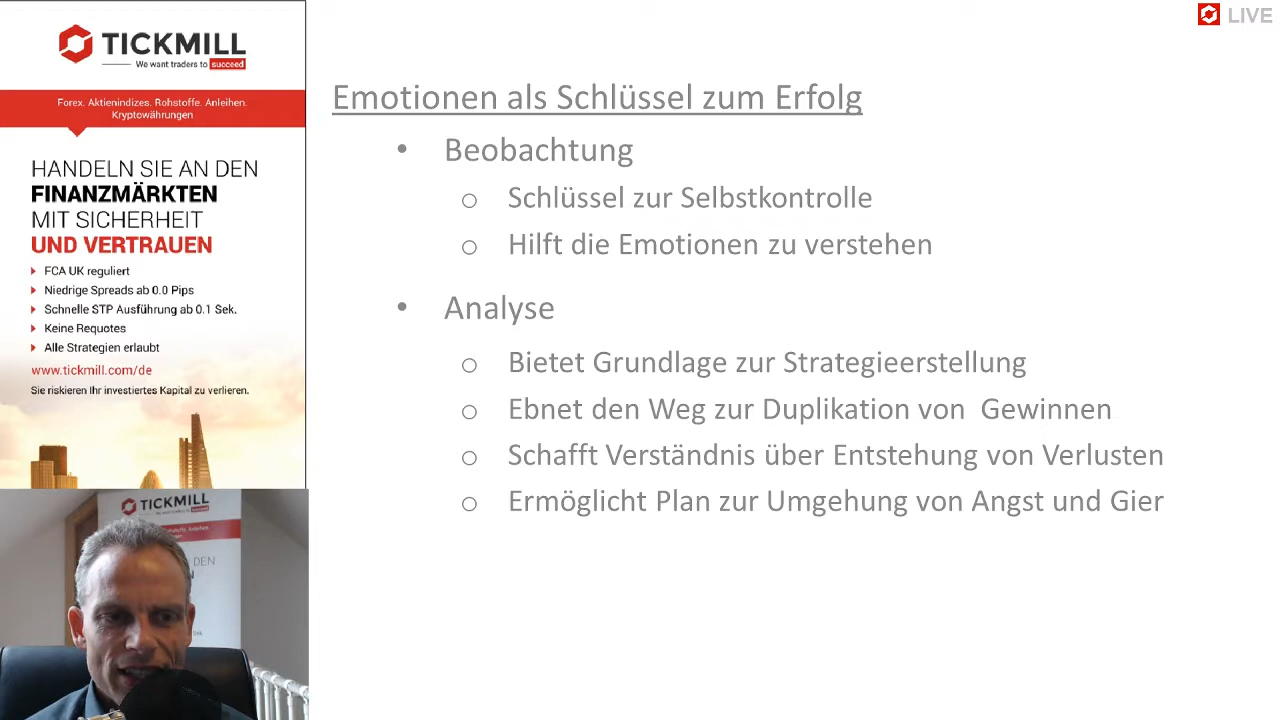 TICKMILL
We want traders to succeed
Forex. Aktienindizes. Rohstoffe. Anleihen.
Kryptowährungen
HANDELN SIE AN DEN
FINANZMÄRKTEN
MIT SICHERHEIT
UND VERTRAUEN
FCA UK reguliert
Niedrige Spreads ab 0.0 Pips
Schnelle STP Ausführung ab 0.1 Sek.
Keine Requotes
Alle Strategien erlaubt
www.tickmill.com/de
Sie riskieren Ihr investiertes Kapital zu verlieren.
LIVE
Emotionen als Schlüssel zum Erfolg
• Beobachtung
o Schlüssel zur Selbstkontrolle
o Hilft die Emotionen zu verstehen
• Analyse
o Bietet Grundlage zur Strategieerstellung
o Ebnet den Weg zur Duplikation von  Gewinnen
o Schafft Verständnis über Entstehung von Verlusten
o Ermöglicht Plan zur Umgehung von Angst und Gier
TICKMILL
DEN